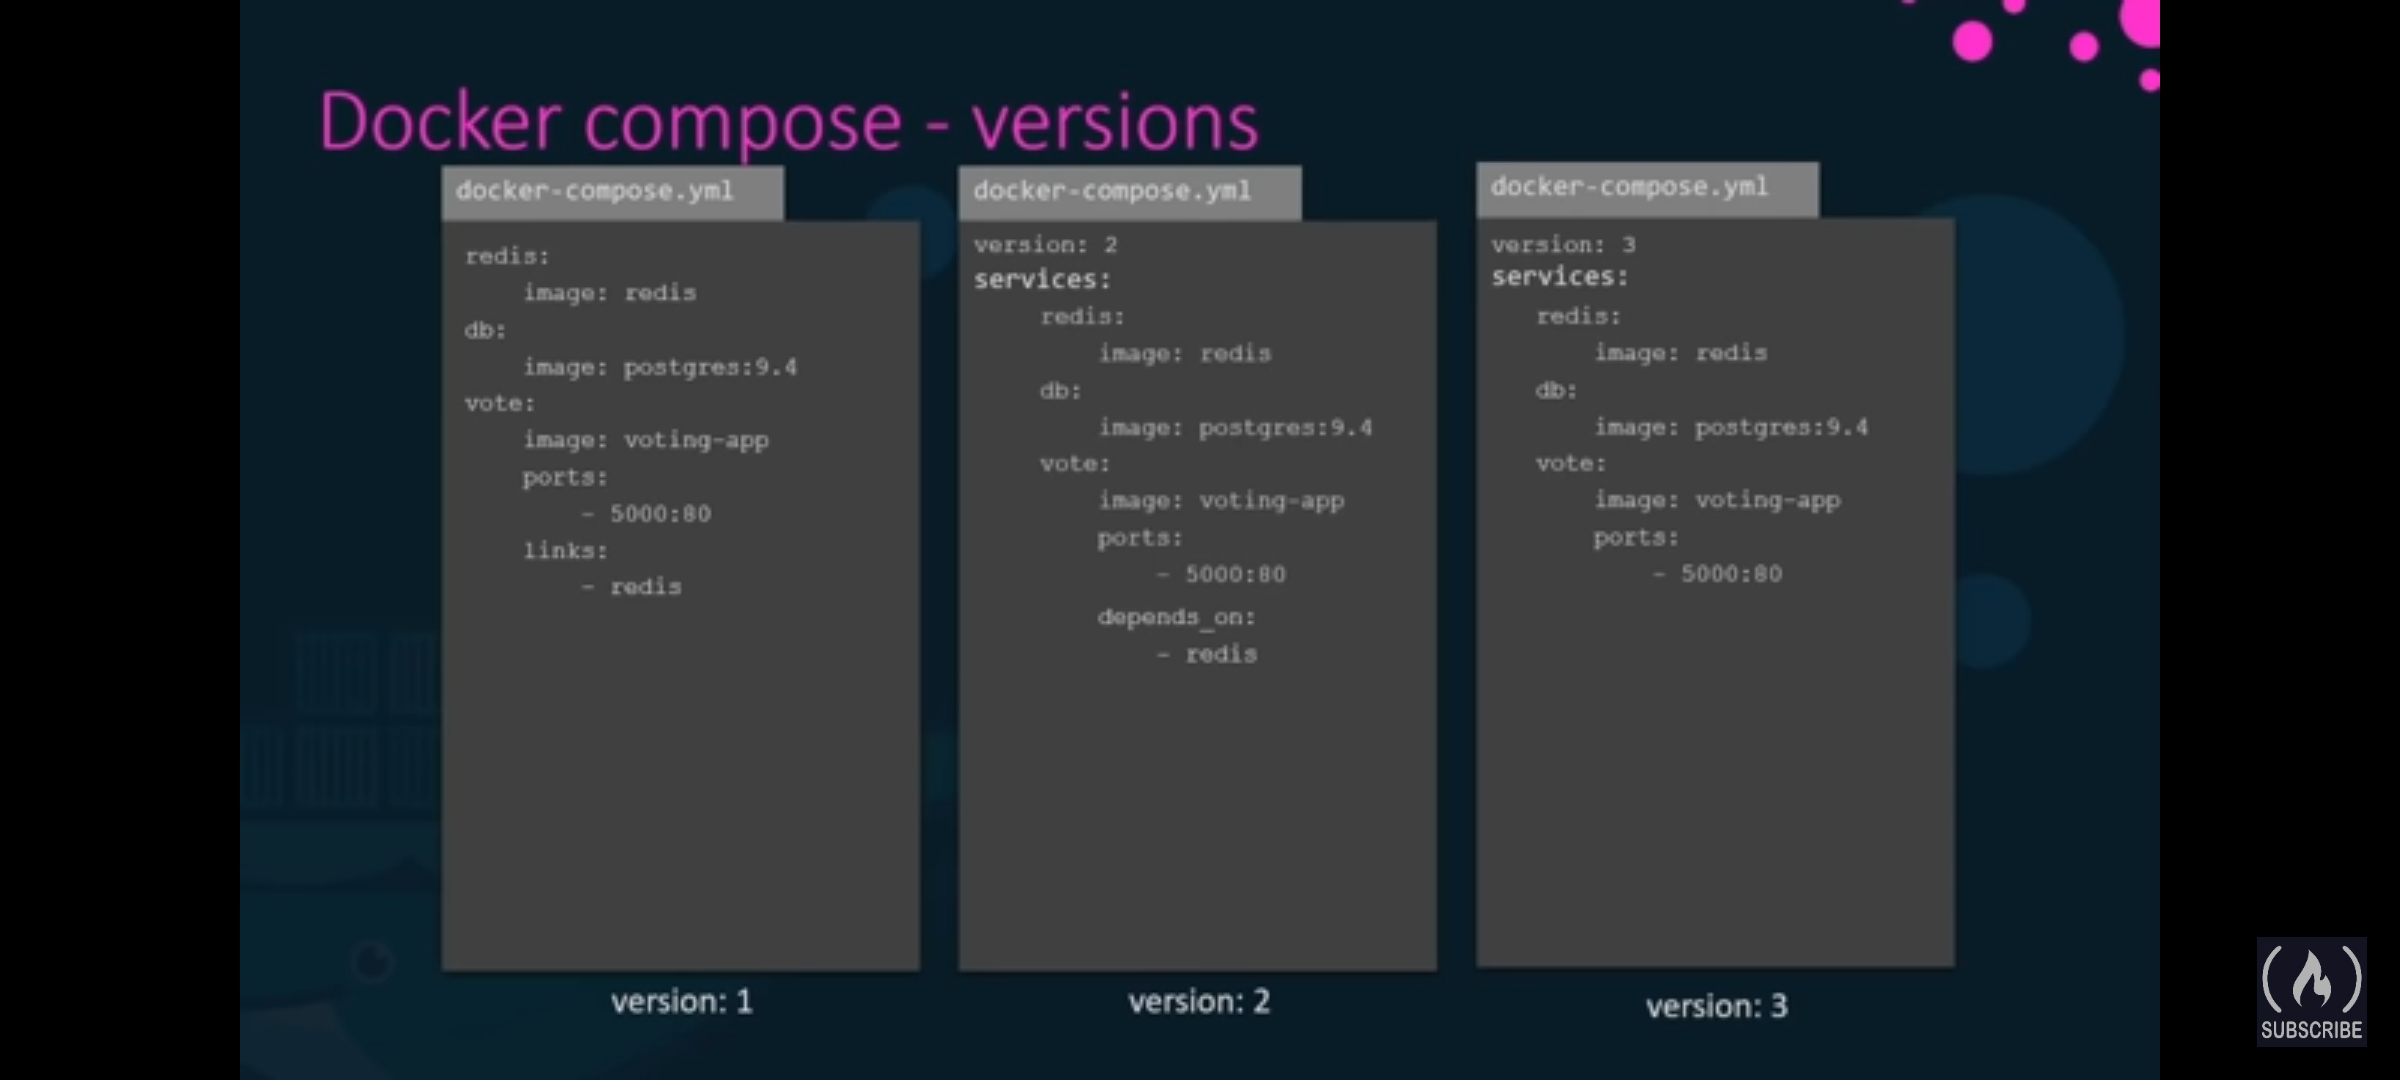 Docker compose - versions
docker-compose.yml
redis:
image: redis
db:
image: postgres:9.4
vote:
image: voting-app
ports:
- 5000:80
links:
- redis
version: 1
docker-compose.yml
version: 2
services:
redis:
image: redis
db:
image: postgres:9.4
vote:
image: voting-app
ports:
- 5000:80
depends_on:
- redis
version: 2
docker-compose.yml
version: 3
services:
redis:
image: redis
db:
image: postgres:9.4
vote:
image: voting-app
ports:
- 5000:80
version: 3
SUBSCRIBE